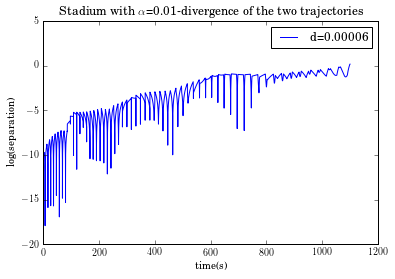 Stadium with α=0.01-divergence of the two trajectories
d=0.00006
log(separation)
5
0
−5
−10
−15
−20
0 200 400 600 800 1000 1200
time(s)